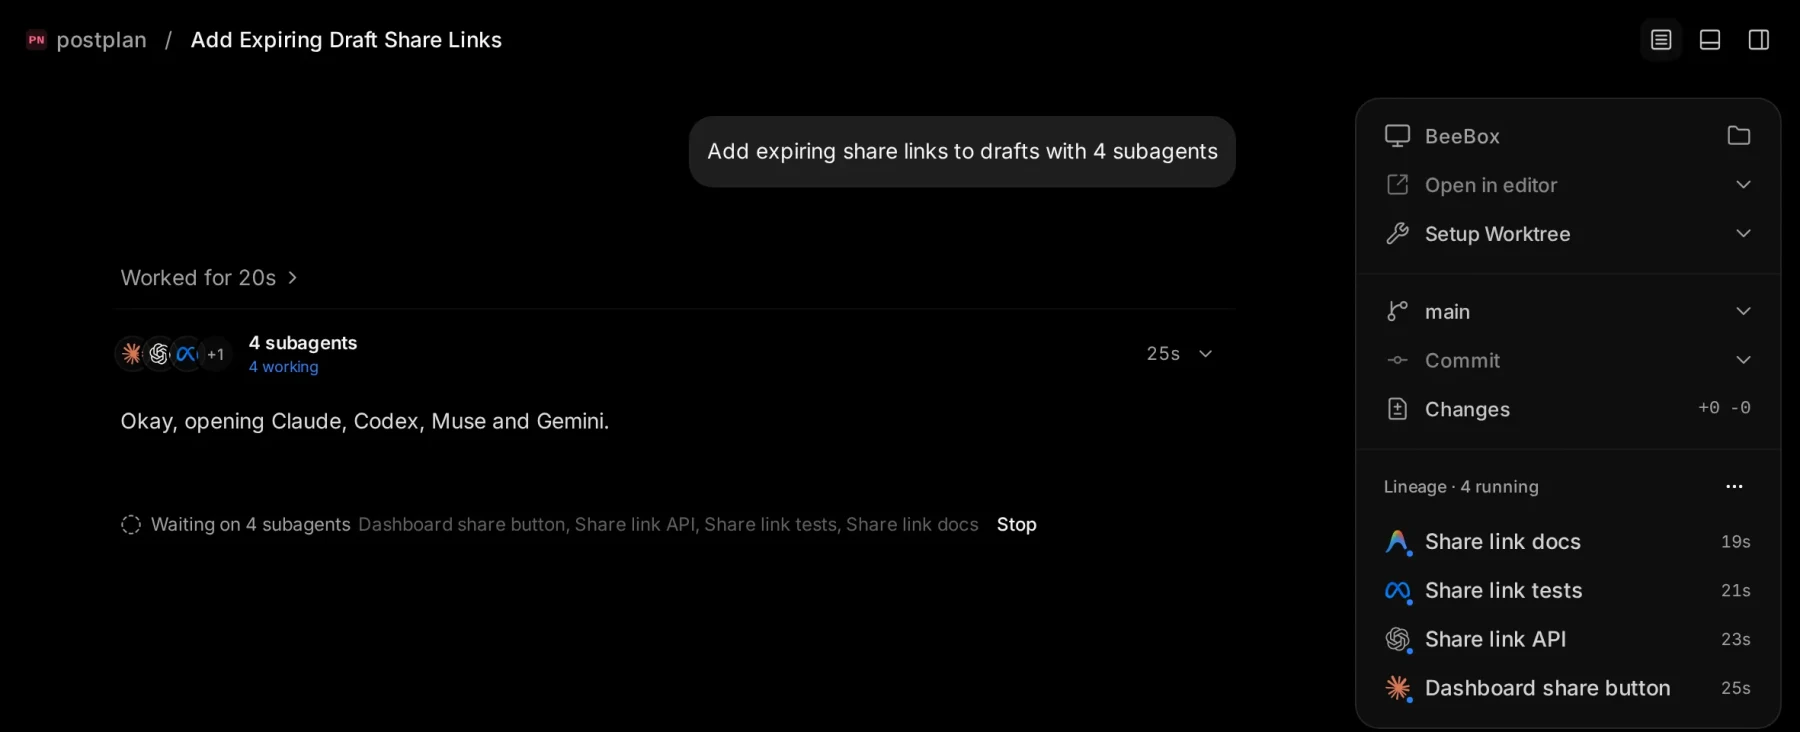 PN postplan / Add Expiring Draft Share Links
Add expiring share links to drafts with 4 subagents
Worked for 20s
+1
4 subagents
4 working
25s
Okay, opening Claude, Codex, Muse and Gemini.
Waiting on 4 subagents Dashboard share button, Share link API, Share link tests, Share link docs Stop
BeeBox
Open in editor
Setup Worktree
main
Commit
Changes +0 -0
Lineage · 4 running
Share link docs 19s
Share link tests 21s
Share link API 23s
Dashboard share button 25s